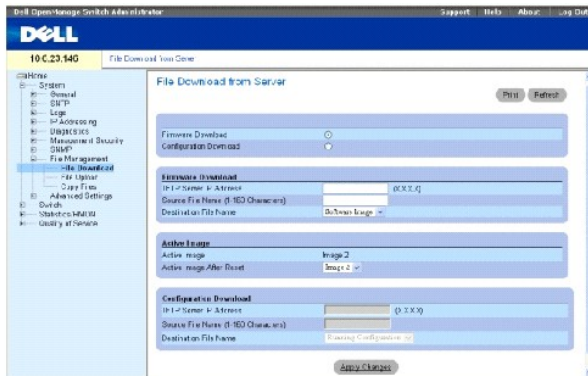 Dell OpenManage Switch Administrator
Support Help About Log Out
DELL
10.6.23.146
File Download from Server
Home
System
General
SNTP
Logs
IP Addressing
Diagnostics
Management Security
SNMP
File Management
File Download
File Upload
Copy Files
Advanced Settings
Switch
Statistics/RMON
Quality of Service
File Download from Server
Print Refresh
Firmware Download
Configuration Download
Firmware Download
TFTP Server IP Address (X.X.X.X)
Source File Name (1-160 Characters)
Destination File Name Software Image
Active Image
Active Image Image 2
Active Image After Reset Image 2
Configuration Download
TFTP Server IP Address (X.X.X.X)
Source File Name (1-160 Characters)
Destination File Name Running Configuration
Apply Changes